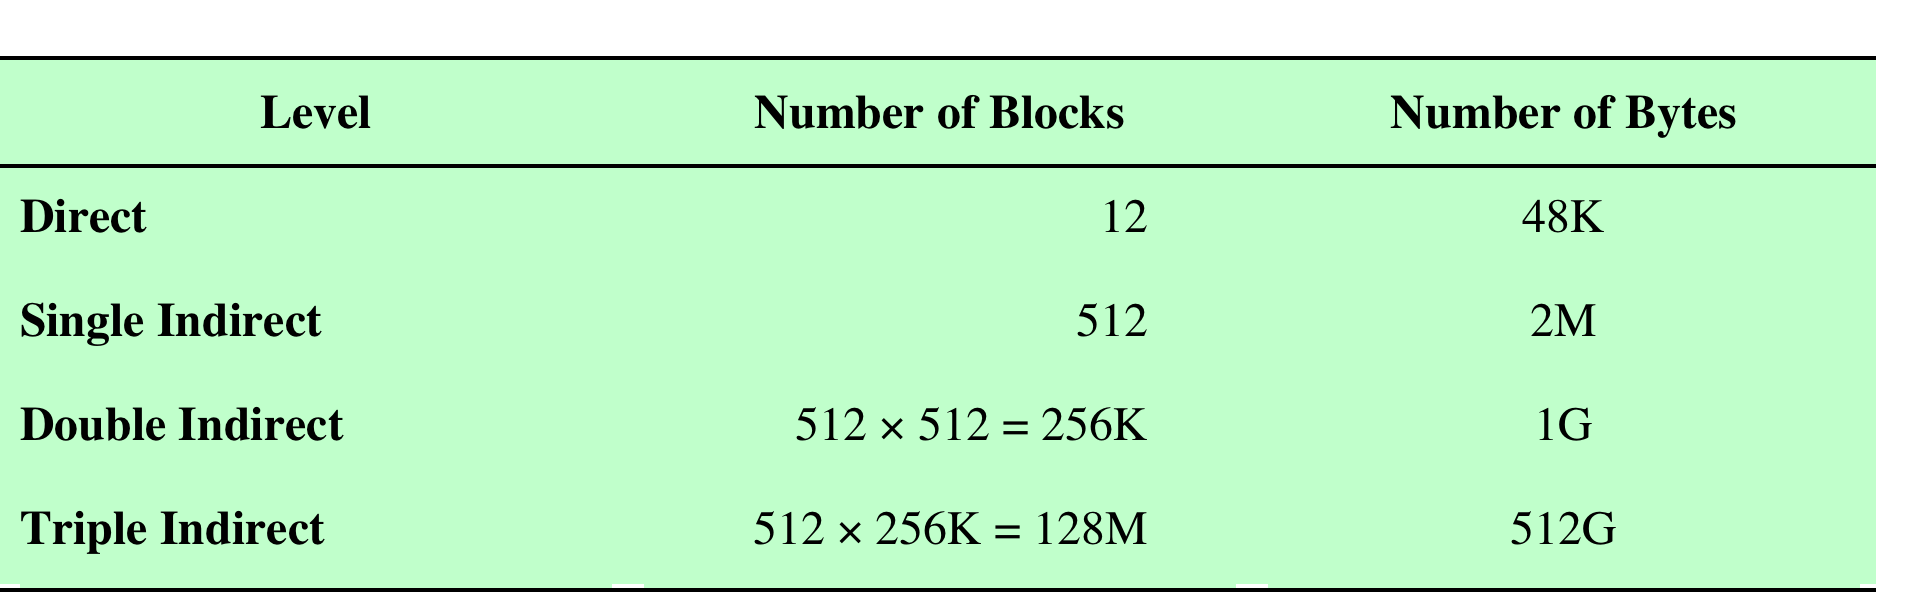 Level Number of Blocks Number of Bytes
Direct 12 48K
Single Indirect 512 2M
Double Indirect 512 × 512 = 256K 1G
Triple Indirect 512 × 256K = 128M 512G